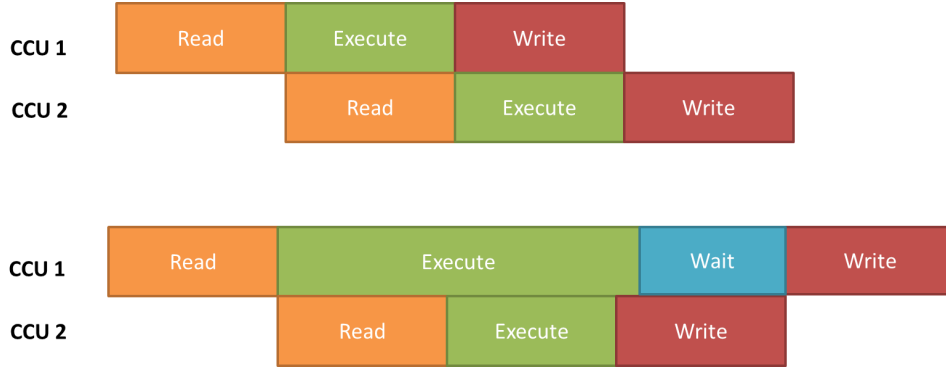 CCU 1 Read Execute Write
CCU 2 Read Execute Write
CCU 1 Read Execute Wait Write
CCU 2 Read Execute Write